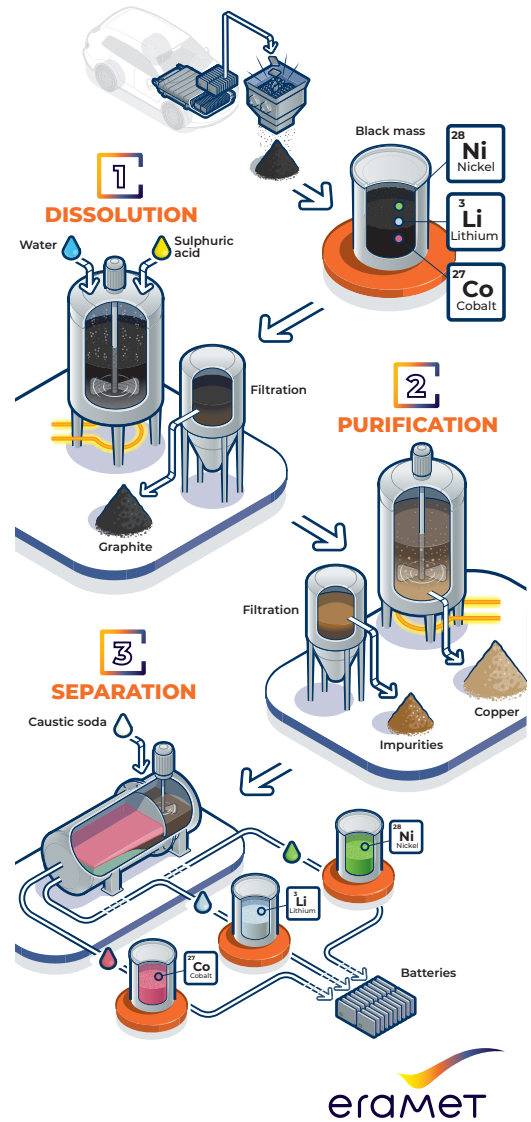 Black mass
28
Ni
Nickel
3
Li
Lithium
27
Co
Cobalt
1
DISSOLUTION
Water
Sulphuric
acid
Filtration
Graphite
2
PURIFICATION
Filtration
Copper
Impurities
3
SEPARATION
Caustic soda
28
Ni
Nickel
3
Li
Lithium
27
Co
Cobalt
Batteries
eramet